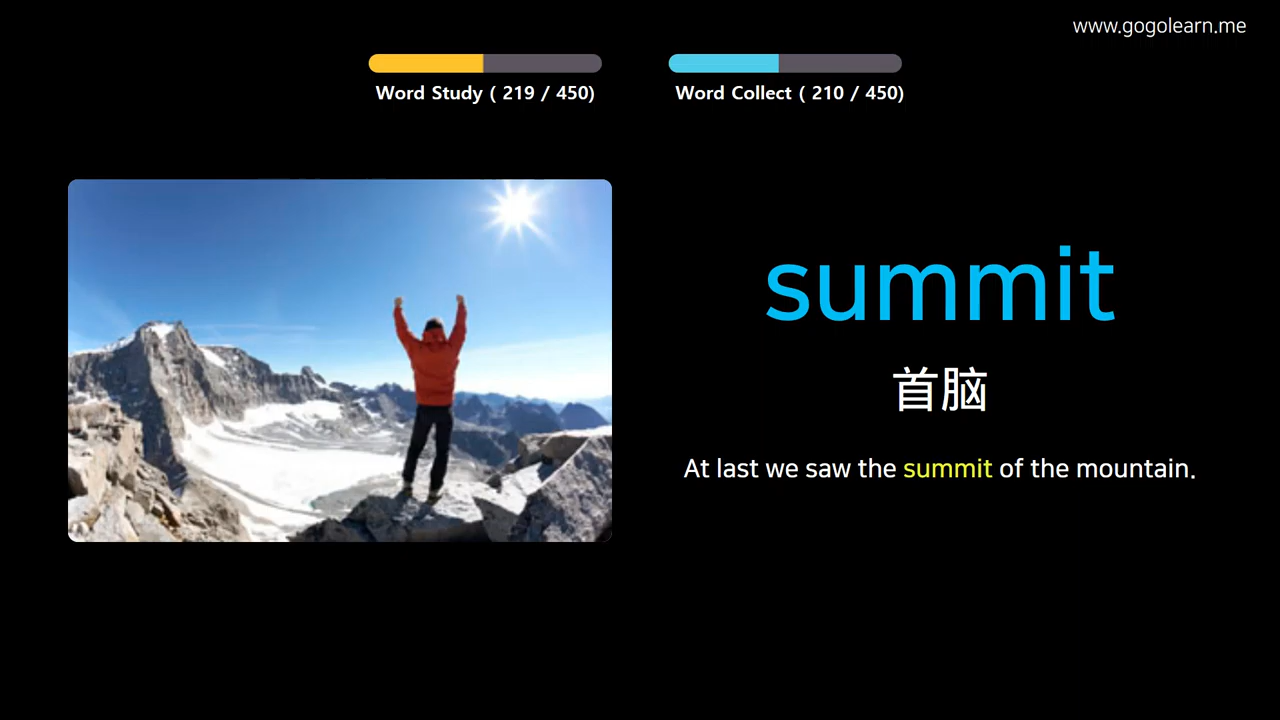 www.gogolearn.me
Word Study ( 219 / 450)
Word Collect ( 210 / 450)
summit
首脑
At last we saw the summit of the mountain.